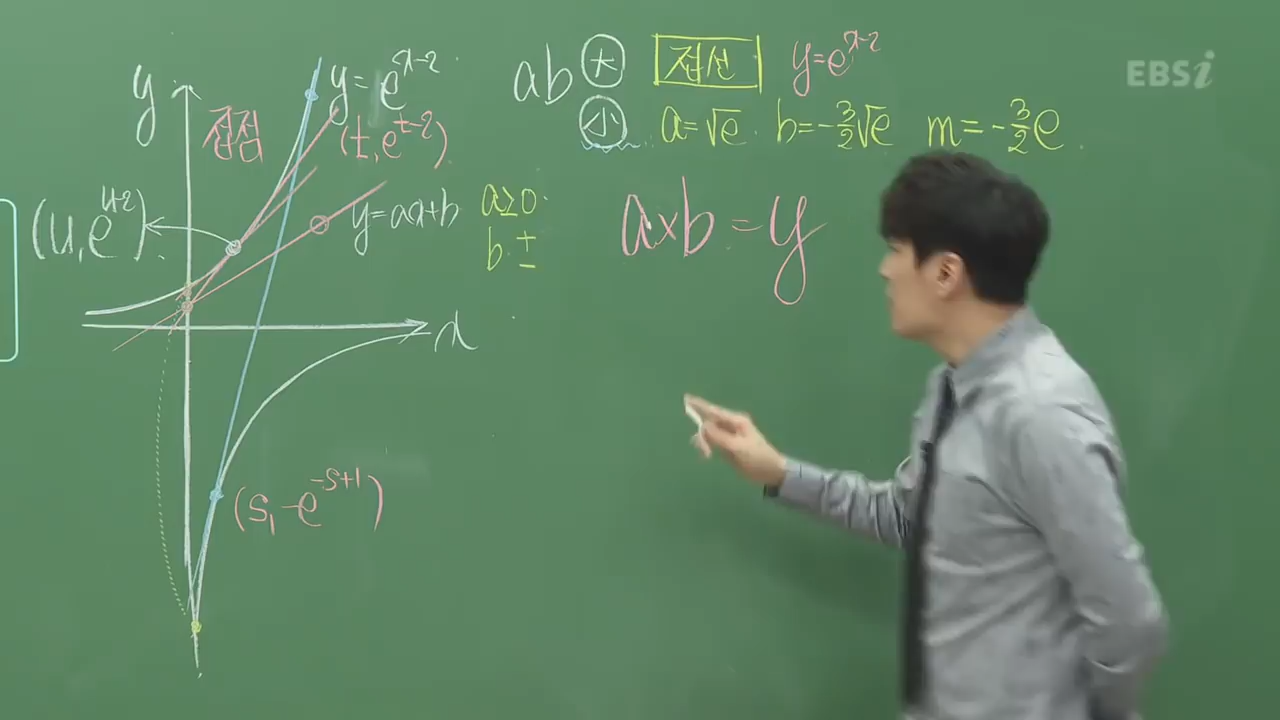 y
y=e^{x-2}
접점
(t, e^{t-2})
(u, e^{u-2})
y=ax+b
a≥0
b ±
x
(s, -e^{-s+1})
ab 大 접선 y=e^{x-2}
小 a=√e b=-3/2√e m=-3/2e
a×b=y
EBSi